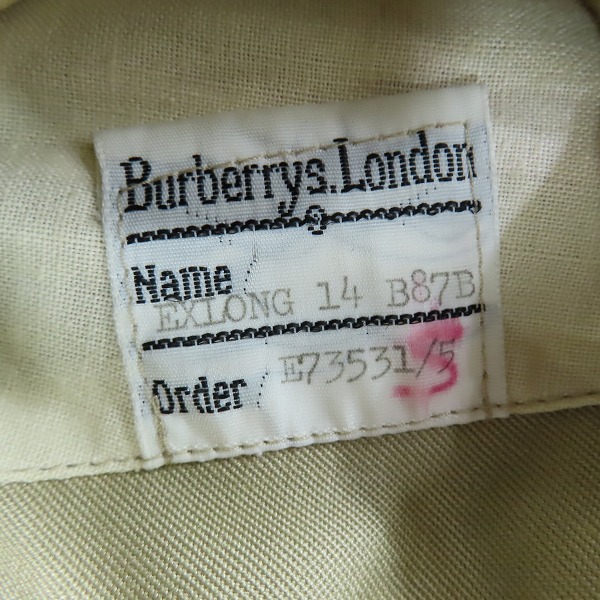 Burberrys.London
Name
EXLONG 14 B87B
Order E73531/5